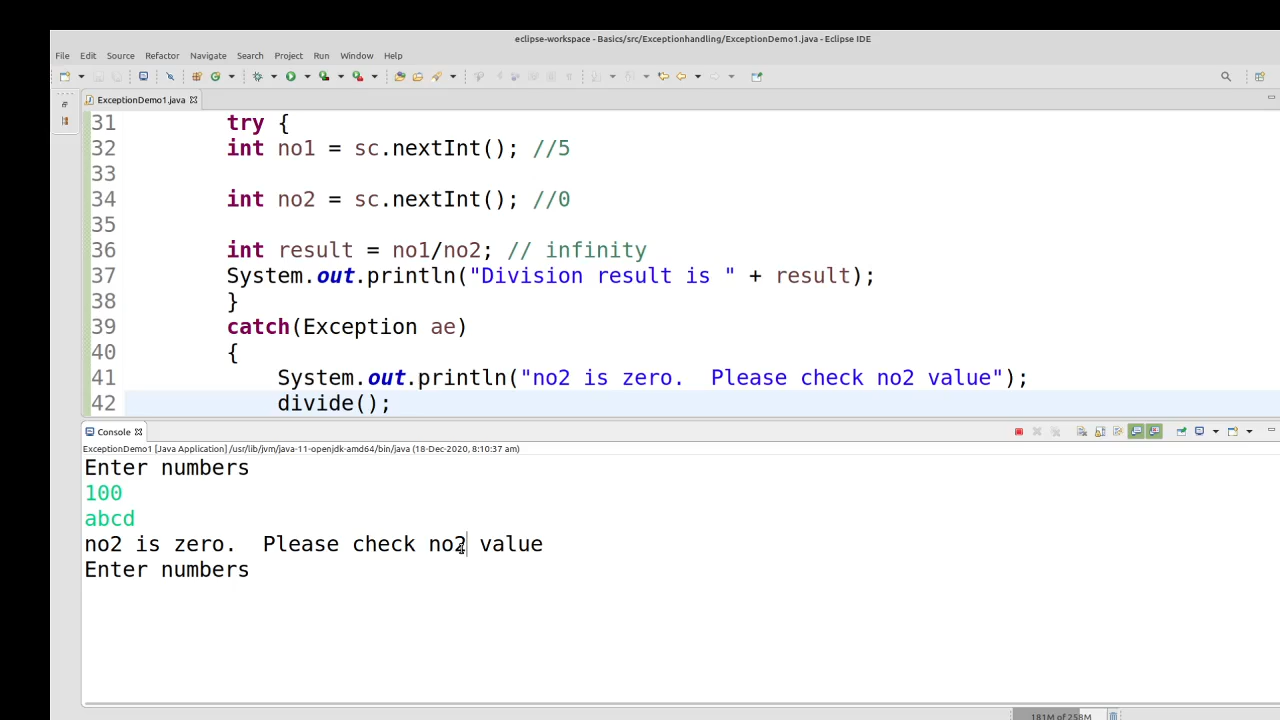 eclipse-workspace - Basics/src/Exceptionhandling/ExceptionDemo1.java - Eclipse IDE
File Edit Source Refactor Navigate Search Project Run Window Help
ExceptionDemo1.java
31 try {
32 int no1 = sc.nextInt(); //5
33
34 int no2 = sc.nextInt(); //0
35
36 int result = no1/no2; // infinity
37 System.out.println("Division result is " + result);
38 }
39 catch(Exception ae)
40 {
41 System.out.println("no2 is zero.  Please check no2 value");
42 divide();
Console
ExceptionDemo1 [Java Application] /usr/lib/jvm/java-11-openjdk-amd64/bin/java (18-Dec-2020, 8:10:37 am)
Enter numbers
100
abcd
no2 is zero.  Please check no2 value
Enter numbers
181M of 258M